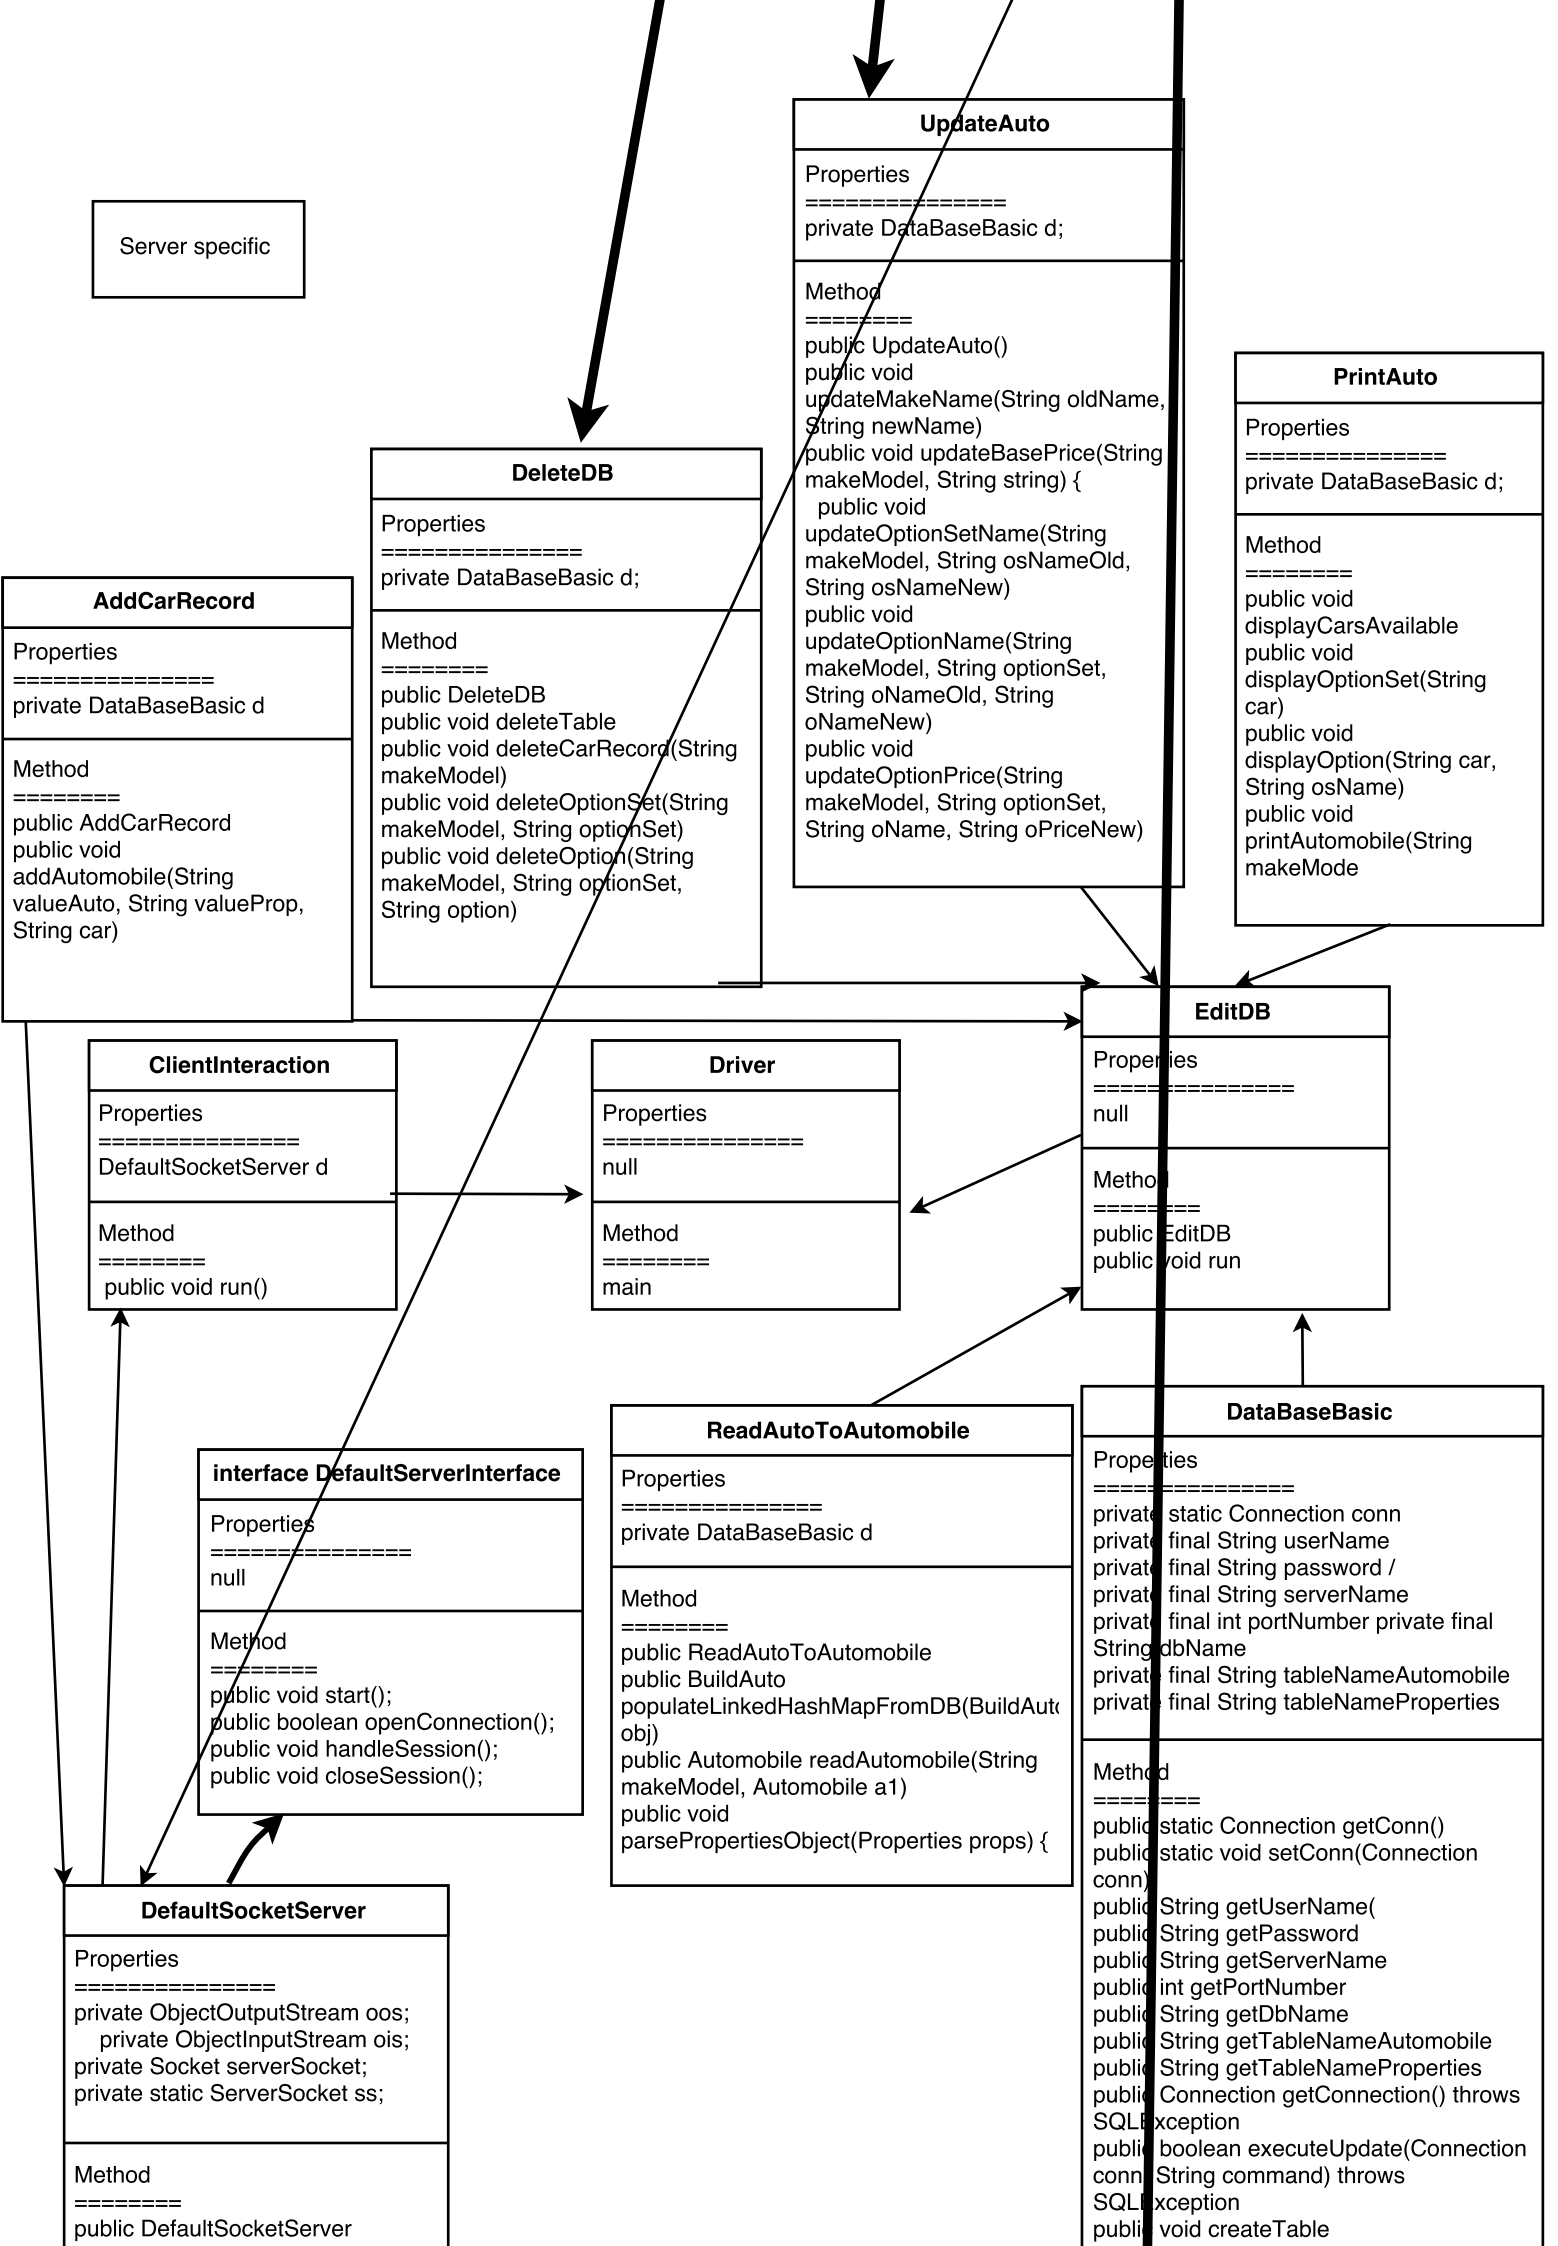 UpdateAuto
Properties
===============
private DataBaseBasic d;
Method
========
public UpdateAuto()
public void
updateMakeName(String oldName,
String newName)
public void updateBasePrice(String
makeModel, String string) {
public void
updateOptionSetName(String
makeModel, String osNameOld,
String osNameNew)
public void
updateOptionName(String
makeModel, String optionSet,
String oNameOld, String
oNameNew)
public void
updateOptionPrice(String
makeModel, String optionSet,
String oName, String oPriceNew)
Server specific
PrintAuto
Properties
===============
private DataBaseBasic d;
Method
========
public void
displayCarsAvailable
public void
displayOptionSet(String
car)
public void
displayOption(String car,
String osName)
public void
printAutomobile(String
makeMode
DeleteDB
Properties
===============
private DataBaseBasic d;
Method
========
public DeleteDB
public void deleteTable
public void deleteCarRecord(String
makeModel)
public void deleteOptionSet(String
makeModel, String optionSet)
public void deleteOption(String
makeModel, String optionSet,
String option)
AddCarRecord
Properties
===============
private DataBaseBasic d
Method
========
public AddCarRecord
public void
addAutomobile(String
valueAuto, String valueProp,
String car)
EditDB
Properties
===============
null
Method
========
public EditDB
public void run
ClientInteraction
Properties
===============
DefaultSocketServer d
Method
========
public void run()
Driver
Properties
===============
null
Method
========
main
DataBaseBasic
Properties
===============
private static Connection conn
private final String userName
private final String password /
private final String serverName
private final int portNumber private final
String dbName
private final String tableNameAutomobile
private final String tableNameProperties
Method
========
public static Connection getConn()
public static void setConn(Connection
conn)
public String getUserName(
public String getPassword
public String getServerName
public int getPortNumber
public String getDbName
public String getTableNameAutomobile
public String getTableNameProperties
public Connection getConnection() throws
SQLException
public boolean executeUpdate(Connection
conn, String command) throws
SQLException
public void createTable
ReadAutoToAutomobile
Properties
===============
private DataBaseBasic d
Method
========
public ReadAutoToAutomobile
public BuildAuto
populateLinkedHashMapFromDB(BuildAuto
obj)
public Automobile readAutomobile(String
makeModel, Automobile a1)
public void
parsePropertiesObject(Properties props) {
interface DefaultServerInterface
Properties
===============
null
Method
========
public void start();
public boolean openConnection();
public void handleSession();
public void closeSession();
DefaultSocketServer
Properties
===============
private ObjectOutputStream oos;
private ObjectInputStream ois;
private Socket serverSocket;
private static ServerSocket ss;
Method
========
public DefaultSocketServer